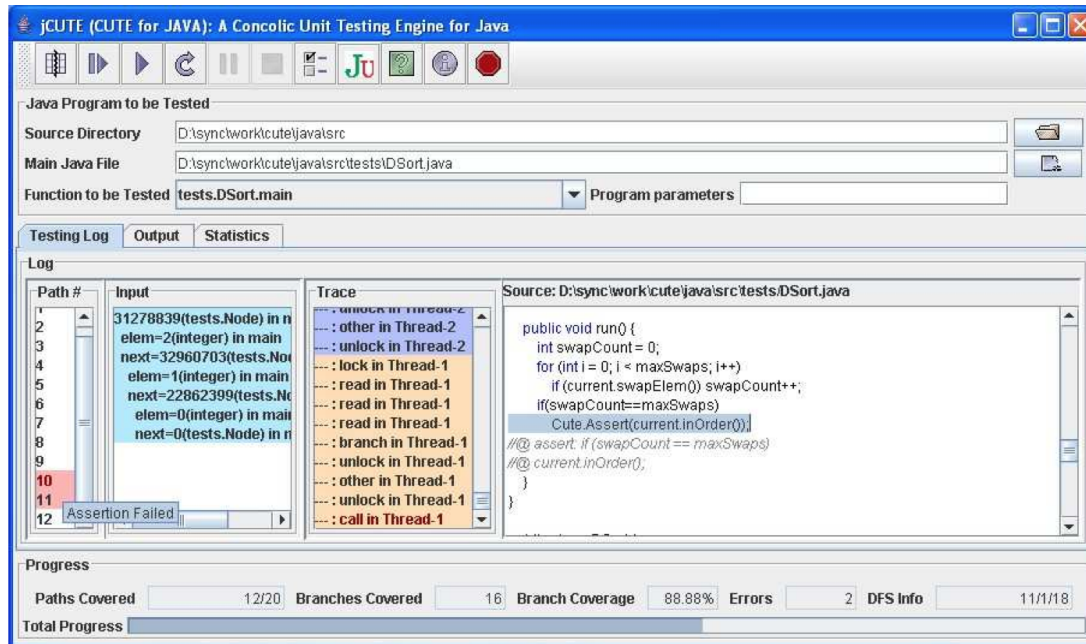 jCUTE (CUTE for JAVA): A Concolic Unit Testing Engine for Java
JU ?
Java Program to be Tested
Source Directory D:\sync\work\cute\java\src
Main Java File D:\sync\work\cute\java\src\tests\DSort.java
Function to be Tested tests.DSort.main Program parameters
Testing Log Output Statistics
Log
Path #
1
2
3
4
5
6
7
8
9
10
11
12
Assertion Failed
Input
31278839(tests.Node) in n
elem=2(integer) in main
next=32960703(tests.No
elem=1(integer) in main
next=22862399(tests.No
elem=0(integer) in main
next=0(tests.Node) in n
Trace
--- : unlock in Thread-2
--- : other in Thread-2
--- : unlock in Thread-2
--- : lock in Thread-1
--- : read in Thread-1
--- : read in Thread-1
--- : read in Thread-1
--- : branch in Thread-1
--- : unlock in Thread-1
--- : other in Thread-1
--- : unlock in Thread-1
--- : call in Thread-1
Source: D:\sync\work\cute\java\src\tests/DSort.java
public void run() {
int swapCount = 0;
for (int i = 0; i < maxSwaps; i++)
if (current.swapElem()) swapCount++;
if(swapCount==maxSwaps)
Cute.Assert(current.inOrder());
//@ assert: if (swapCount == maxSwaps)
//@ current.inOrder();
}
}
Progress
Paths Covered 12/20 Branches Covered 16 Branch Coverage 88.88% Errors 2 DFS Info 11/1/18
Total Progress